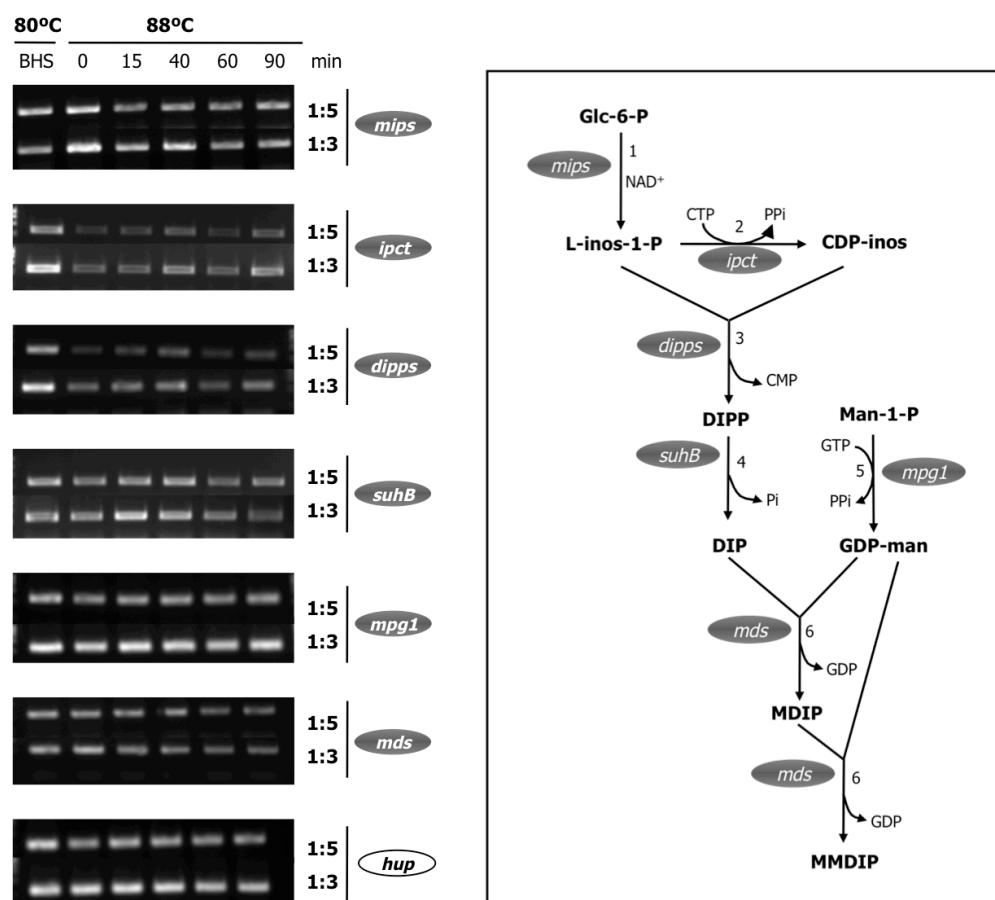 80ºC 88ºC
BHS 0 15 40 60 90 min
1:5
mips
1:3
1:5
ipct
1:3
1:5
dipps
1:3
1:5
suhB
1:3
1:5
mpg1
1:3
1:5
mds
1:3
1:5
hup
1:3
Glc-6-P
1
mips
NAD+
CTP 2 PPi
L-inos-1-P CDP-inos
ipct
dipps 3
CMP
DIPP Man-1-P
suhB 4 GTP
5 mpg1
Pi PPi
DIP GDP-man
mds 6
GDP
MDIP
mds 6
GDP
MMDIP